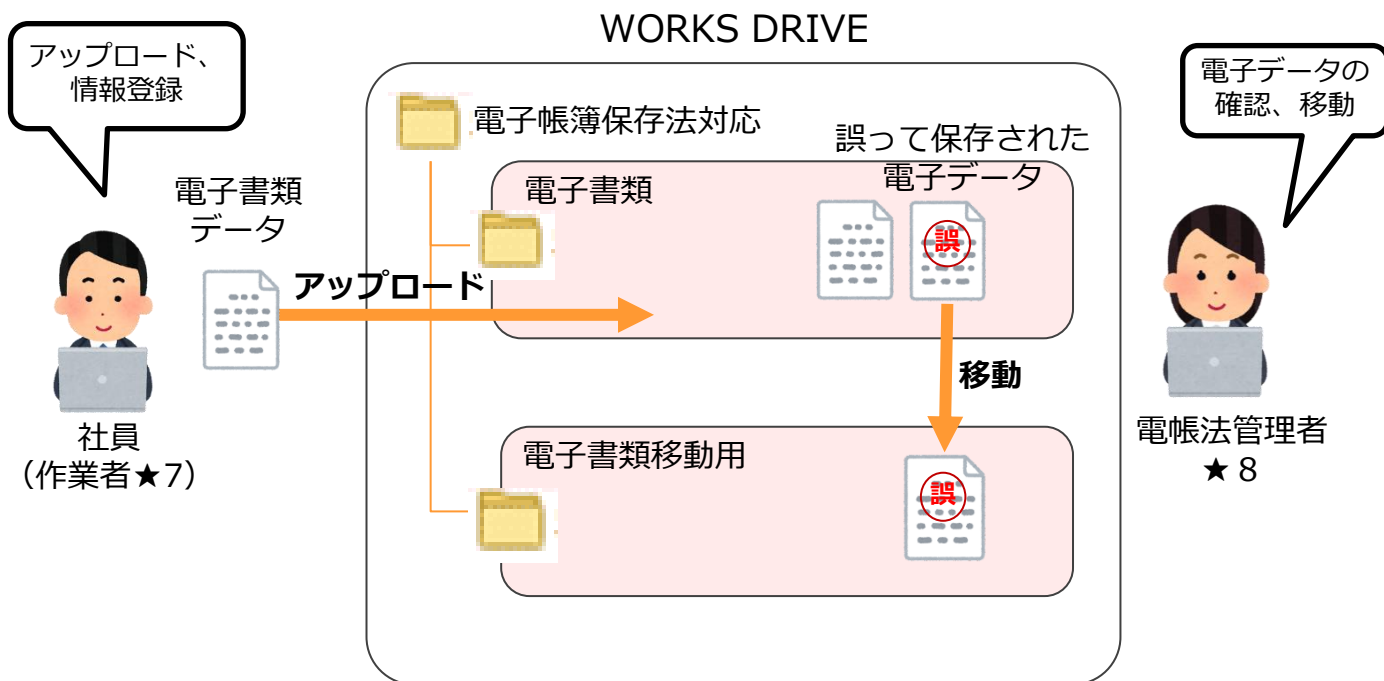 WORKS DRIVE
アップロード、
情報登録
電子データの
確認、移動
電子帳簿保存法対応
誤って保存された
電子データ
電子書類
電子書類
データ
誤
アップロード
移動
社員
（作業者★7）
電帳法管理者
★８
電子書類移動用
誤